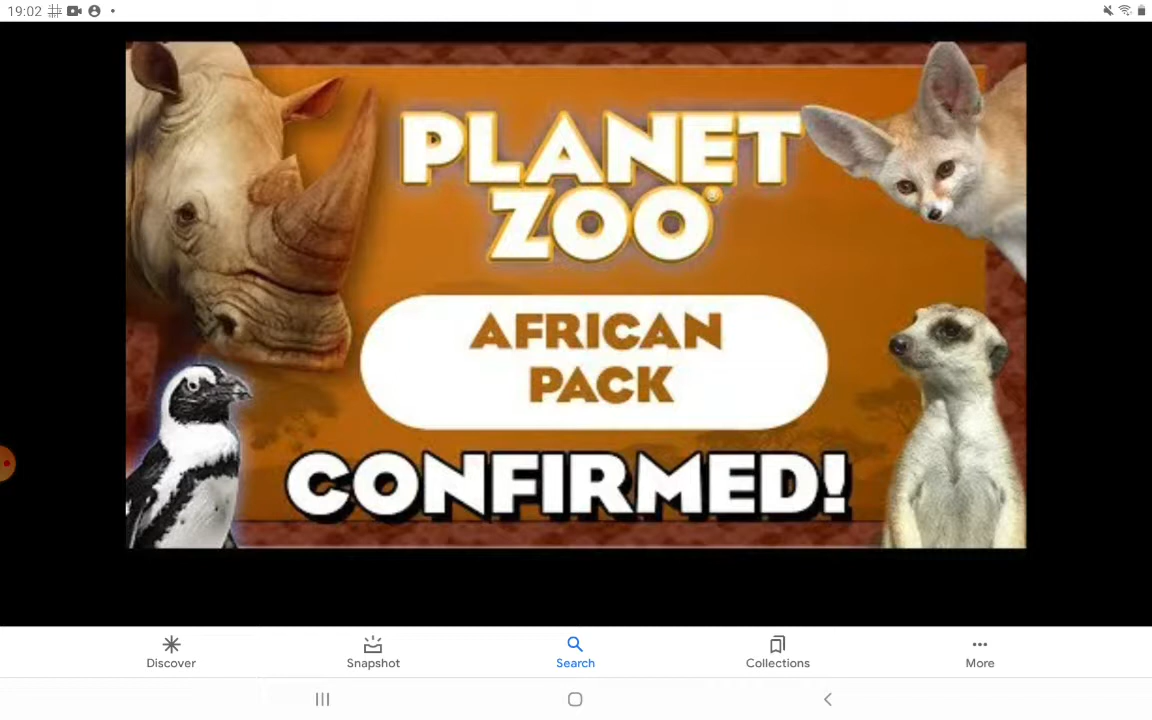 19:02
PLANET
ZOO®
AFRICAN
PACK
CONFIRMED!
Discover
Snapshot
Search
Collections
More